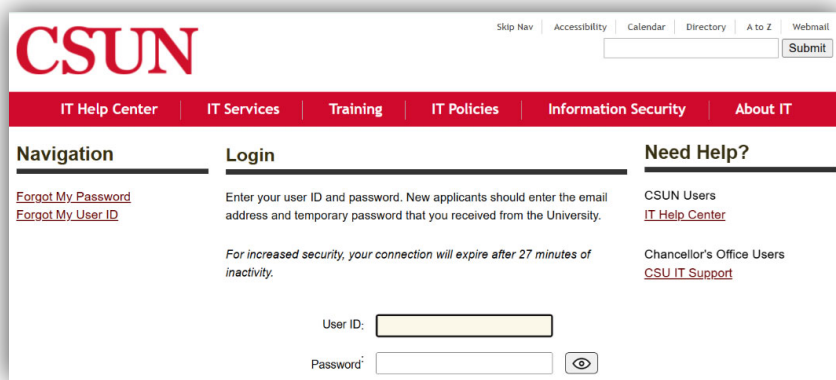 CSUN
Skip Nav Accessibility Calendar Directory A to Z Webmail
Submit
IT Help Center IT Services Training IT Policies Information Security About IT
Navigation
Forgot My Password
Forgot My User ID
Login
Enter your user ID and password. New applicants should enter the email
address and temporary password that you received from the University.
For increased security, your connection will expire after 27 minutes of
inactivity.
User ID:
Password:
Need Help?
CSUN Users
IT Help Center
Chancellor's Office Users
CSU IT Support